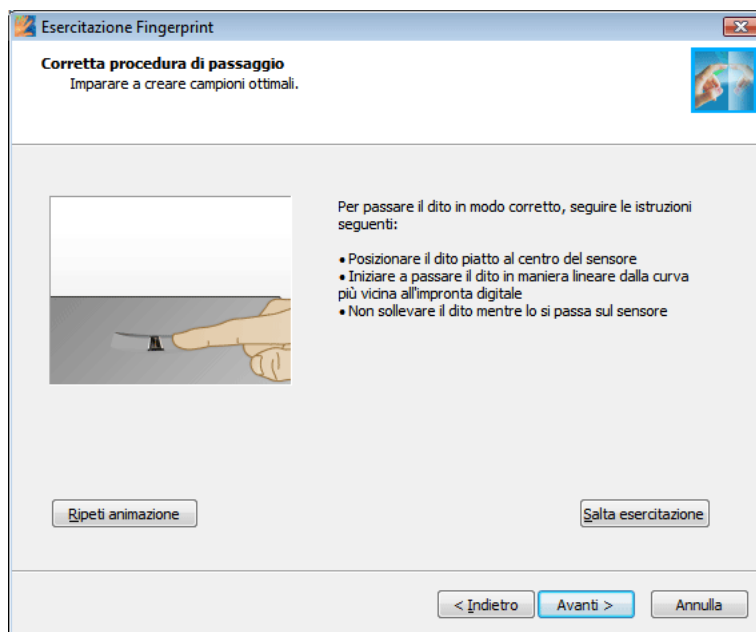 Esercitazione Fingerprint
Corretta procedura di passaggio
Imparare a creare campioni ottimali.
Per passare il dito in modo corretto, seguire le istruzioni
seguenti:
• Posizionare il dito piatto al centro del sensore
• Iniziare a passare il dito in maniera lineare dalla curva
più vicina all'impronta digitale
• Non sollevare il dito mentre lo si passa sul sensore
Ripeti animazione
Salta esercitazione
< Indietro
Avanti >
Annulla